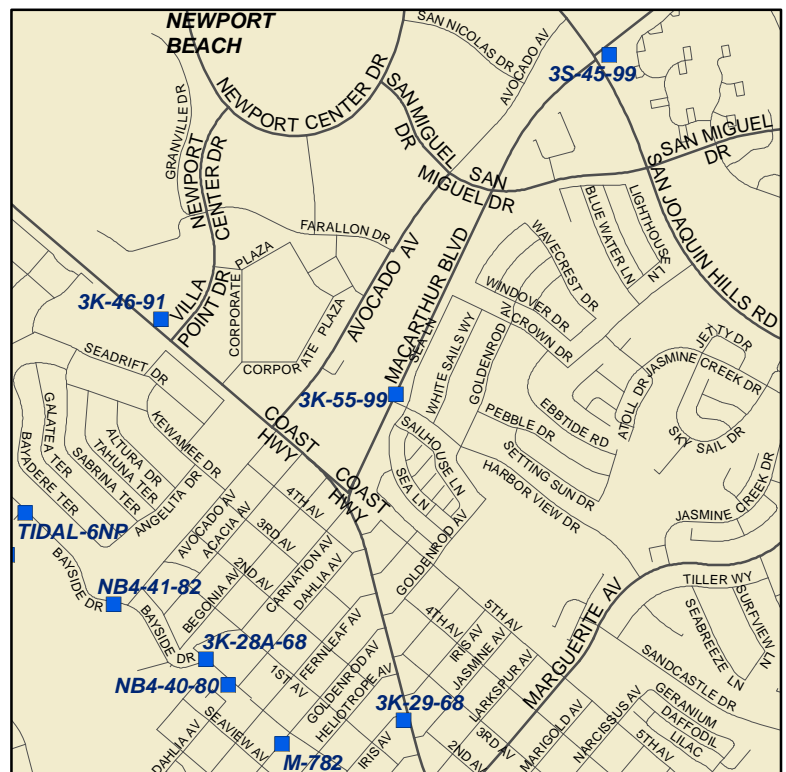 NEWPORT
BEACH
SAN NICOLAS DR
AVOCADO AV
3S-45-99
NEWPORT CENTER DR
SAN MIGUEL
DR
GRANVILLE DR
NEWPORT
CENTER DR
SAN
MIGUEL DR
SAN MIGUEL
DR
SAN JOAQUIN HILLS RD
BLUE WATER LN
LIGHTHOUSE
LN
FARALLON DR
WAVECREST DR
WINDOVER DR
CROWN DR
CORPORATE
PLAZA
CORPORATE PLAZA
AVOCADO AV
MACARTHUR BLVD
SEA LN
WHITE SAILS WY
GOLDENROD AV
3K-46-91
VILLA
POINT DR
SEADRIFT DR
JETTY DR
JASMINE CREEK DR
ATOLL DR
EBBTIDE RD
SKY SAIL DR
PEBBLE DR
SETTING SUN DR
HARBOR VIEW DR
3K-55-99
SAILHOUSE LN
SEA LN
COAST
HWY
COAST
HWY
GALATEA TER
BAYADERE TER
ALTURA DR
TAHUNA TER
SABRINA TER
KEWAMEE DR
ANGELITA DR
JASMINE CREEK DR
TIDAL-6NP
AVOCADO AV
ACACIA AV
4TH AV
3RD AV
2ND AV
BEGONIA AV
CARNATION AV
DAHLIA AV
GOLDENROD AV
BAYSIDE DR
NB4-41-82
BAYSIDE
DR
3K-28A-68
NB4-40-80
1ST AV
FERNLEAF AV
GOLDENROD AV
HELIOTROPE AV
4TH AV
5TH AV
IRIS AV
JASMINE AV
LARKSPUR AV
MARGUERITE AV
TILLER WY
SEABREEZE
LN
SURFVIEW
LN
SANDCASTLE DR
GERANIUM
DAFFODIL
LILAC
5TH AV
NARCISSUS AV
MARIGOLD AV
3RD AV
2ND AV
3K-29-68
IRIS AV
SEAVIEW AV
DAHLIA AV
M-782